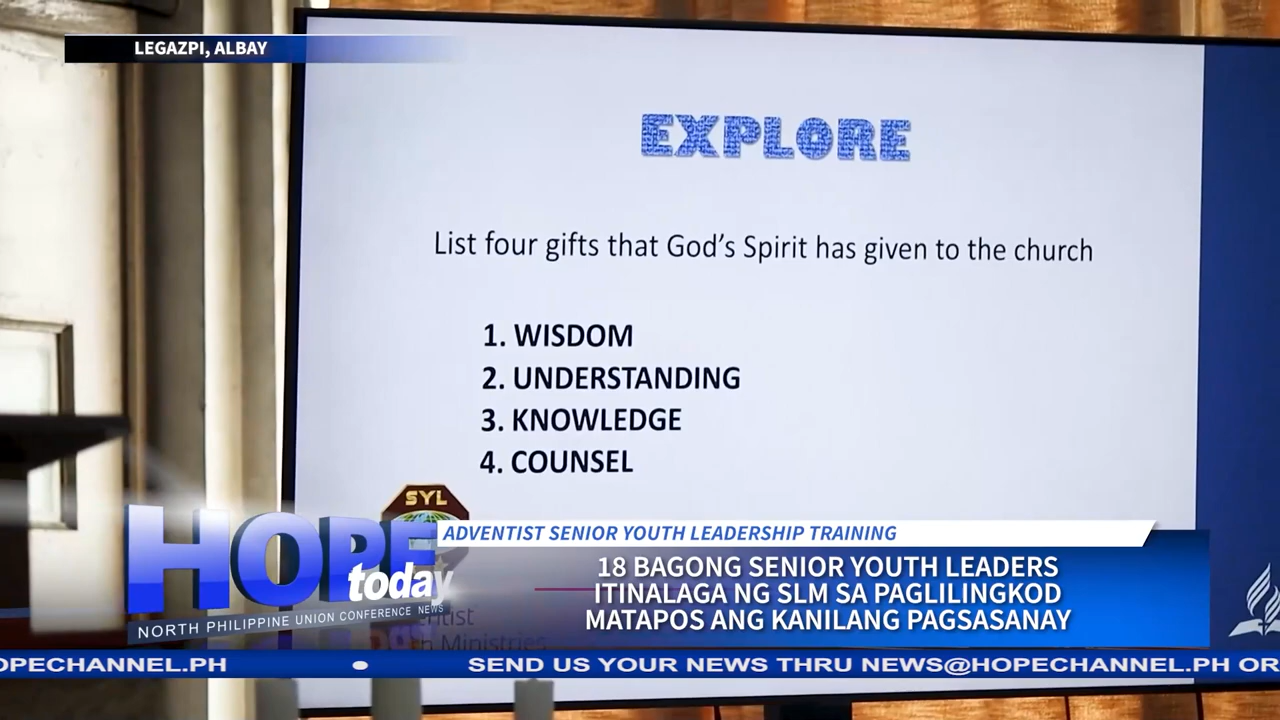 LEGAZPI, ALBAY
EXPLORE
List four gifts that God's Spirit has given to the church
1. WISDOM
2. UNDERSTANDING
3. KNOWLEDGE
4. COUNSEL
SYL
HOPE
today
NORTH PHILIPPINE UNION CONFERENCE NEWS
ADVENTIST SENIOR YOUTH LEADERSHIP TRAINING
18 BAGONG SENIOR YOUTH LEADERS
ITINALAGA NG SLM SA PAGLILINGKOD
MATAPOS ANG KANILANG PAGSASANAY
Ministries
OPECHANNEL.PH • SEND US YOUR NEWS THRU NEWS@HOPECHANNEL.PH OR